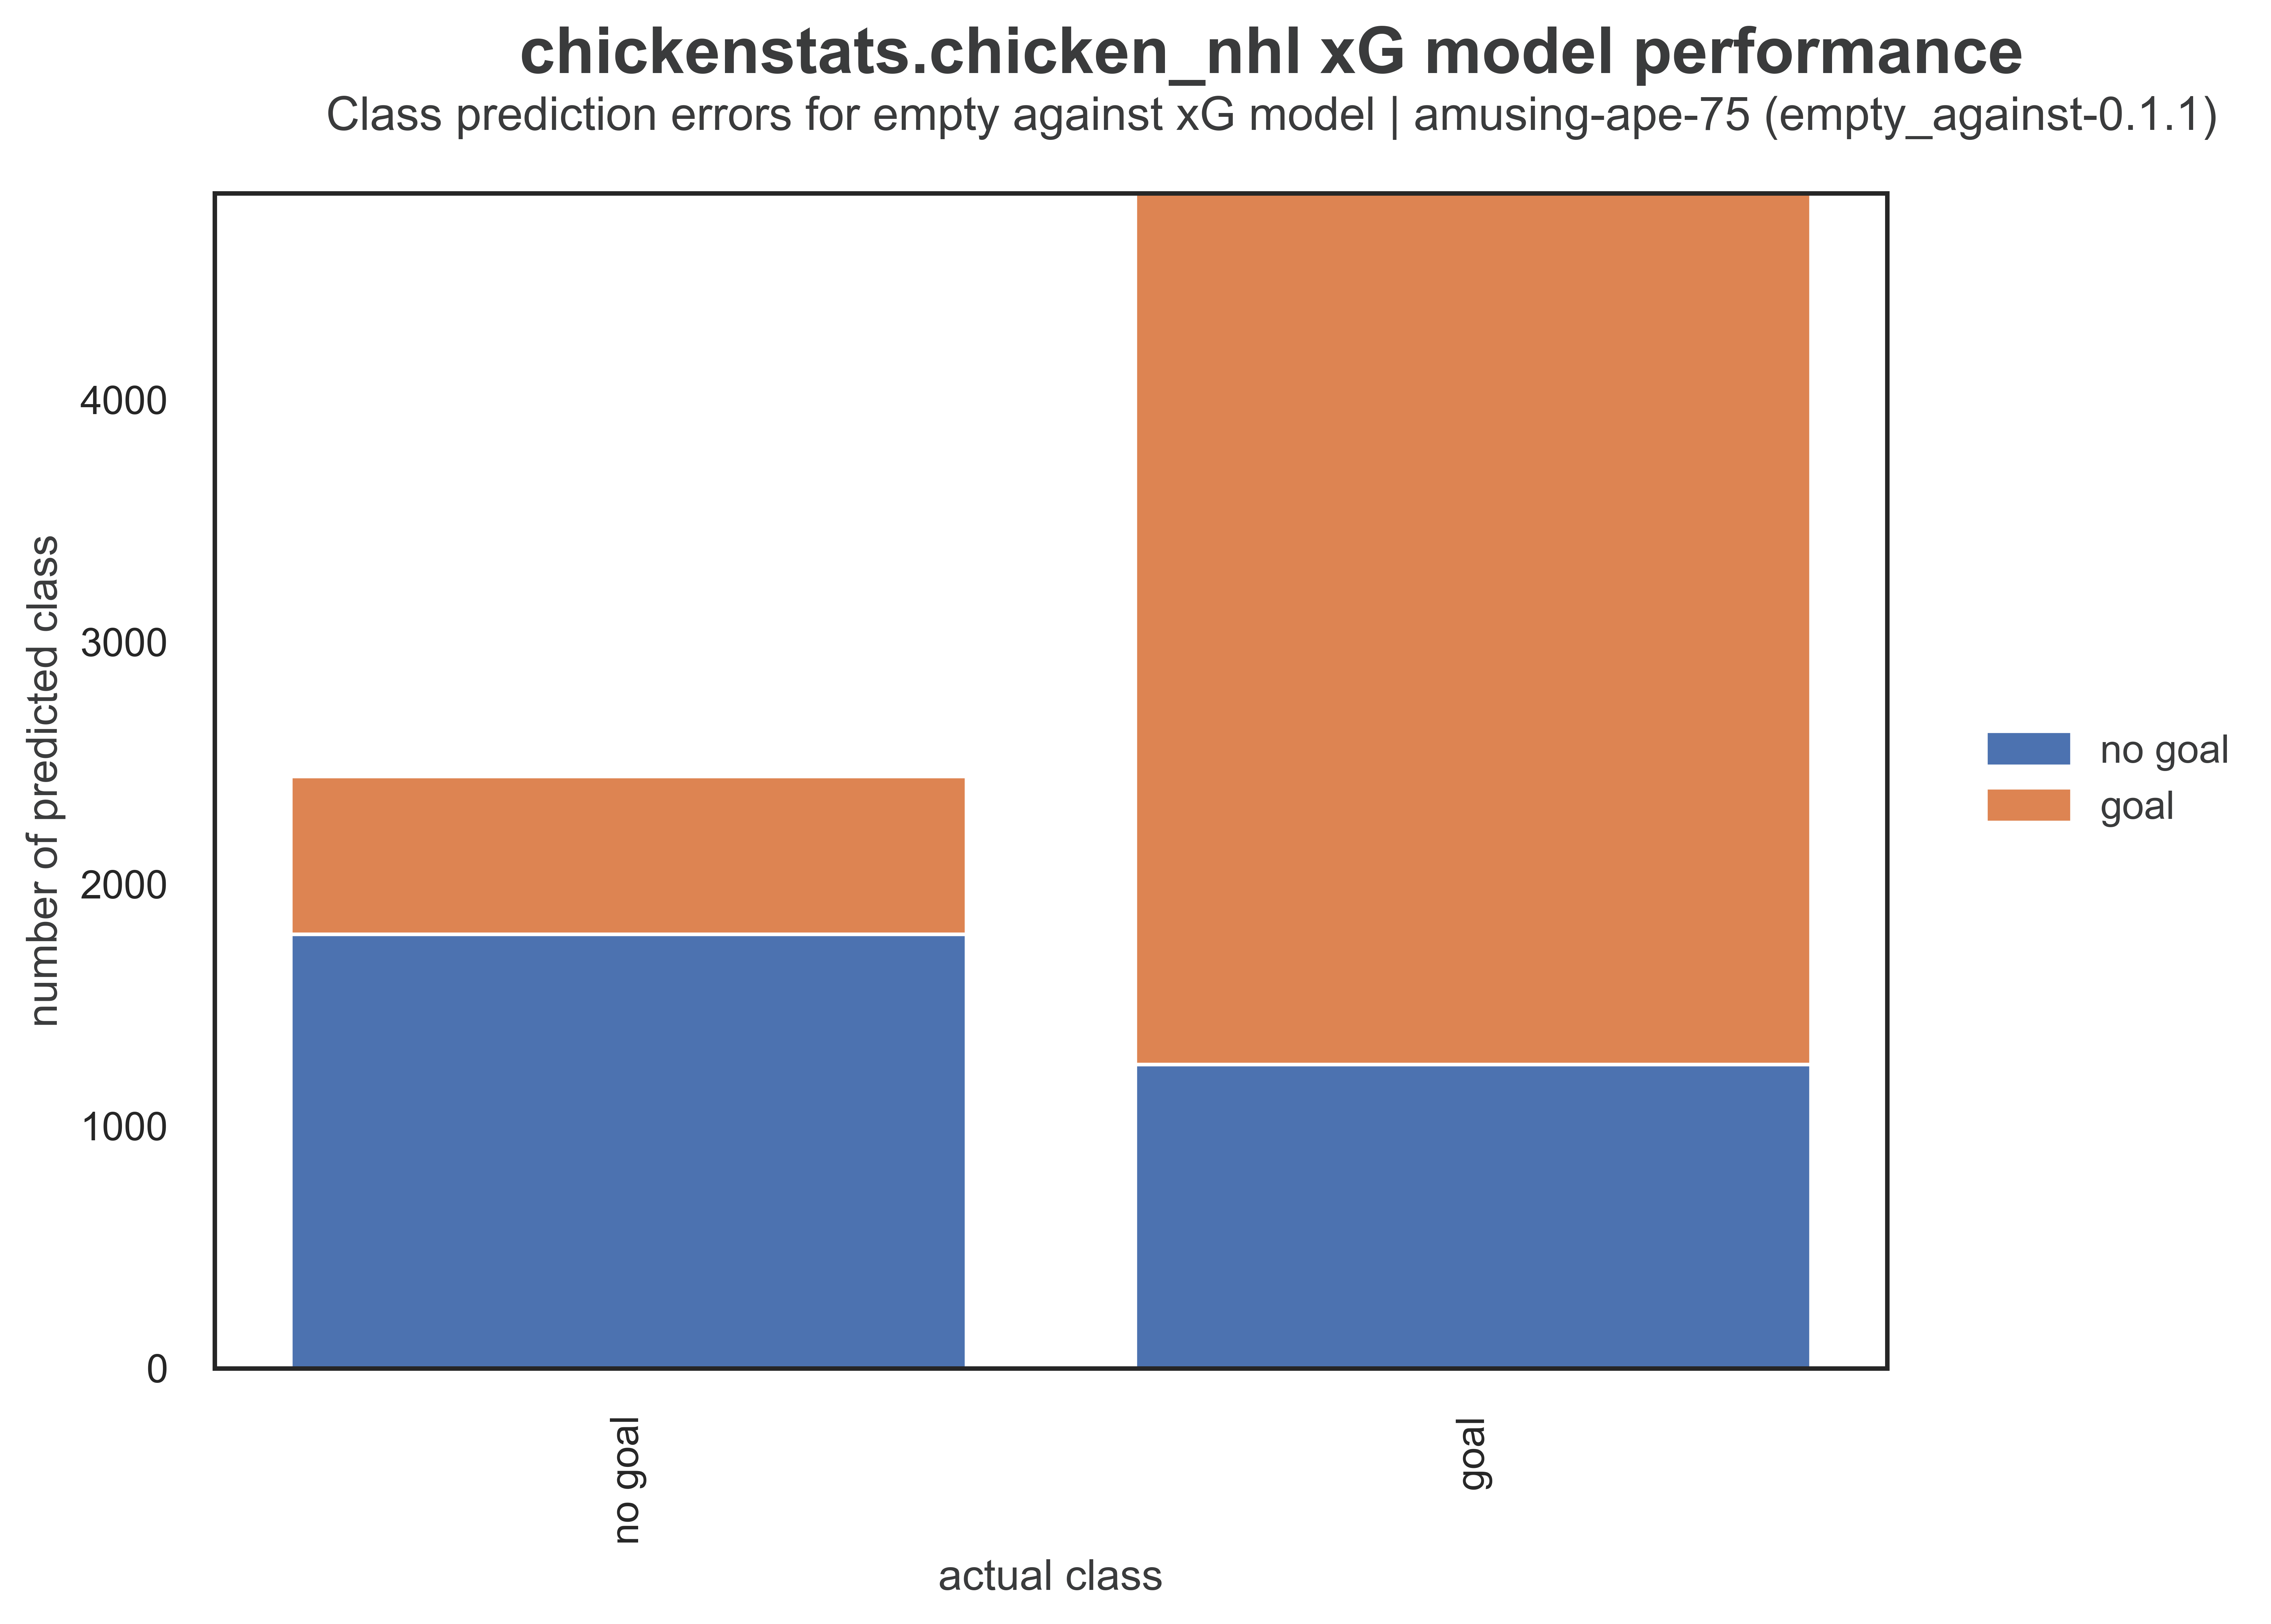 chickenstats.chicken_nhl xG model performance
Class prediction errors for empty against xG model | amusing-ape-75 (empty_against-0.1.1)
number of predicted class
4000
3000
2000
1000
0
no goal
goal
no goal
goal
actual class